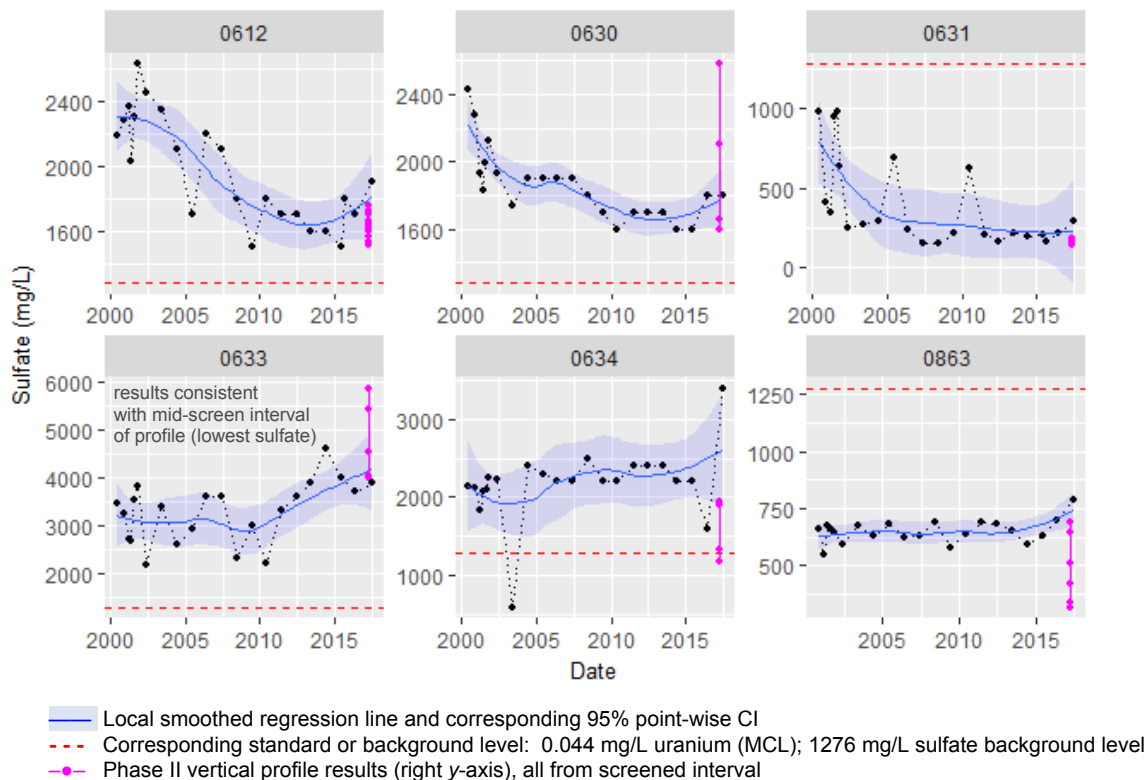 0612 0630 0631
2400 2000 1600
2400 2000 1600
1000 500 0
2000 2005 2010 2015 2000 2005 2010 2015 2000 2005 2010 2015
Sulfate (mg/L)
0633 0634 0863
results consistent
with mid-screen interval
of profile (lowest sulfate)
6000 5000 4000 3000 2000
3000 2000 1000
1250 1000 750 500
2000 2005 2010 2015 2000 2005 2010 2015 2005 2010 2015
Date
Local smoothed regression line and corresponding 95% point-wise CI
Corresponding standard or background level: 0.044 mg/L uranium (MCL); 1276 mg/L sulfate background level
Phase II vertical profile results (right y-axis), all from screened interval